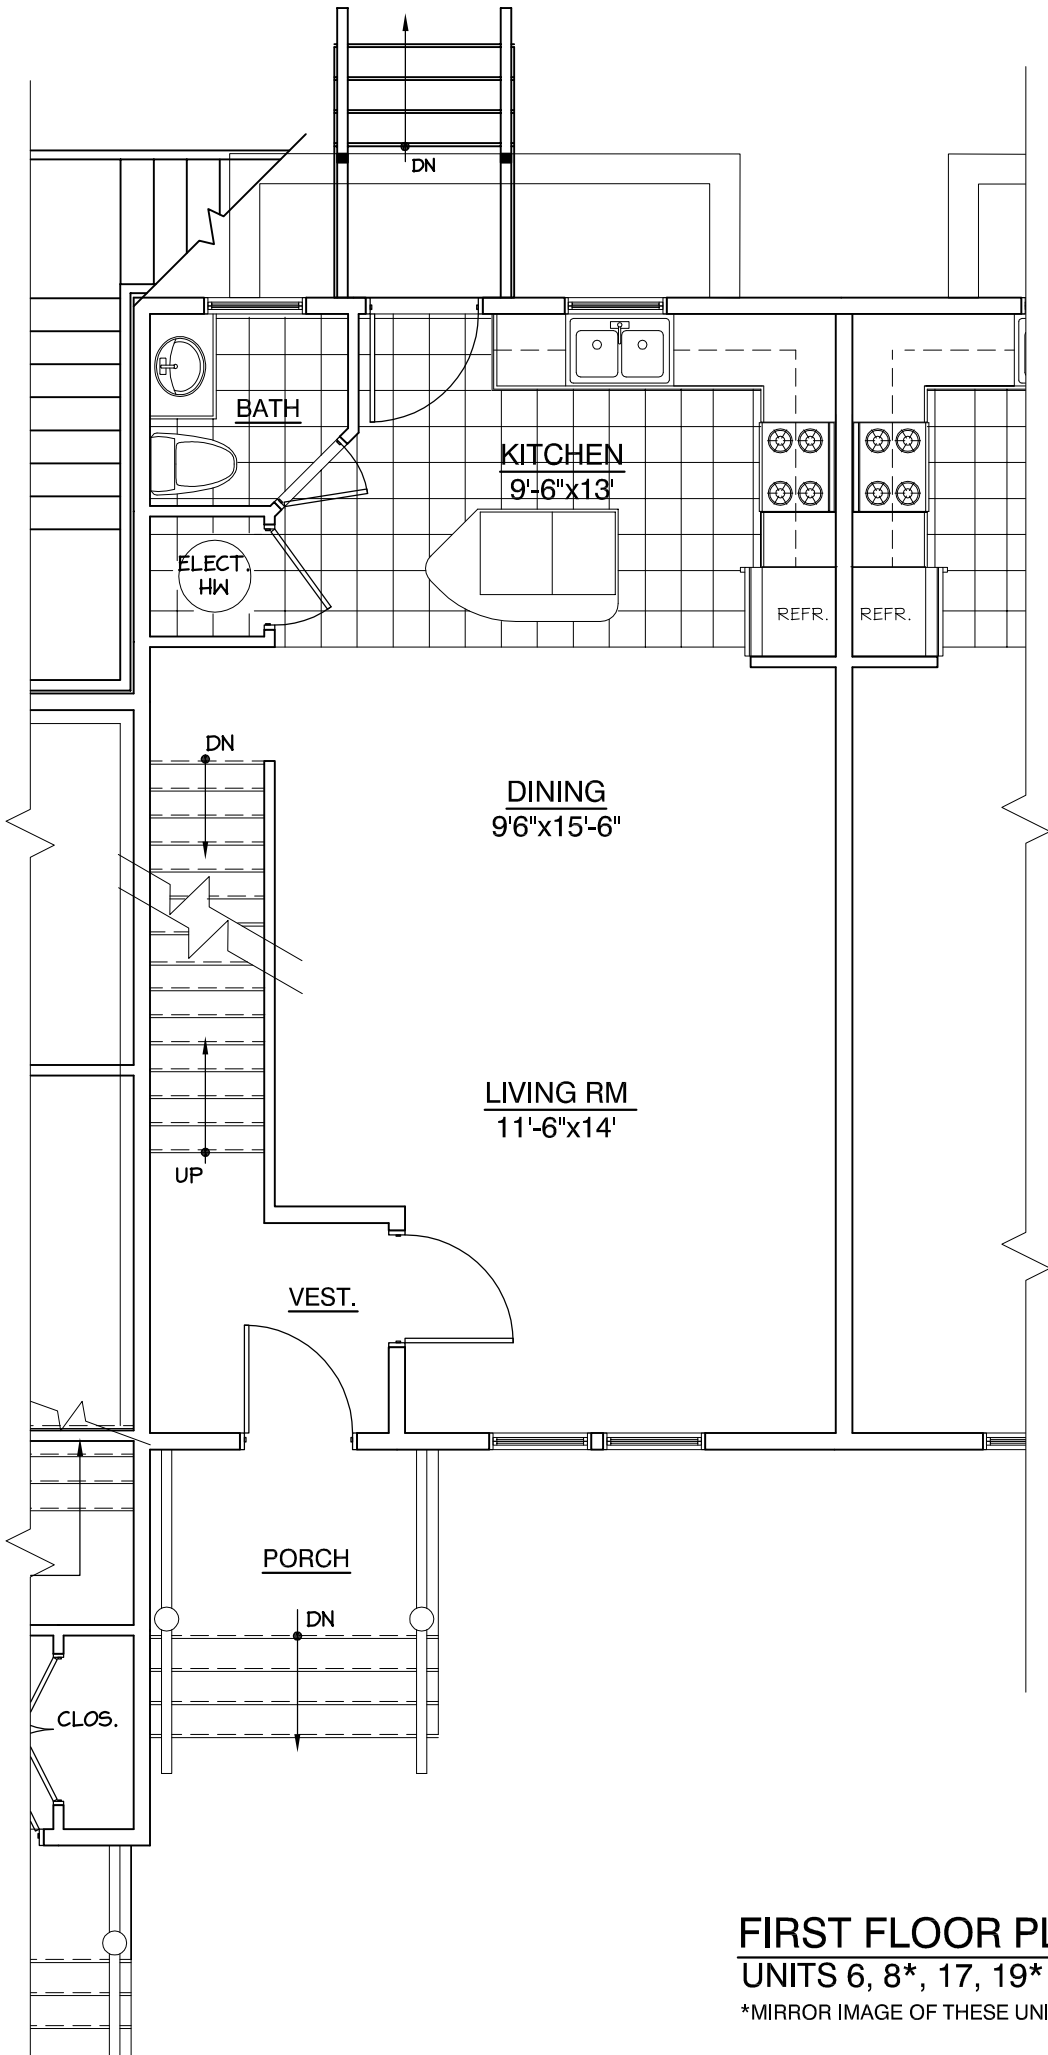 DN
BATH
KITCHEN
9'-6"x13'
ELECT.
HW
REFR.
REFR.
DN
DINING
9'6"x15'-6"
LIVING RM
11'-6"x14'
UP
VEST.
PORCH
DN
CLOS.
FIRST FLOOR PL
UNITS 6, 8*, 17, 19*
*MIRROR IMAGE OF THESE UNI